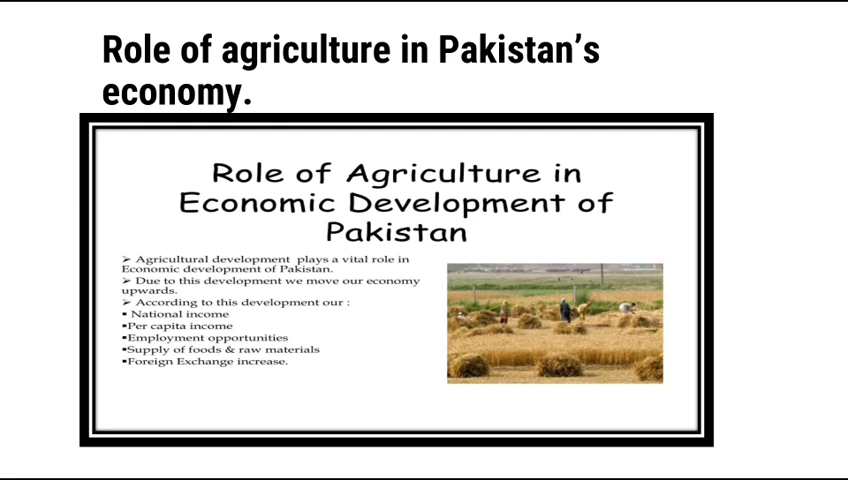 Role of agriculture in Pakistan’s
economy.
Role of Agriculture in
Economic Development of
Pakistan
➢ Agricultural development plays a vital role in
Economic development of Pakistan.
➢ Due to this development we move our economy
upwards.
➢ According to this development our :
▪ National income
▪Per capita income
▪Employment opportunities
▪Supply of foods & raw materials
▪Foreign Exchange increase.